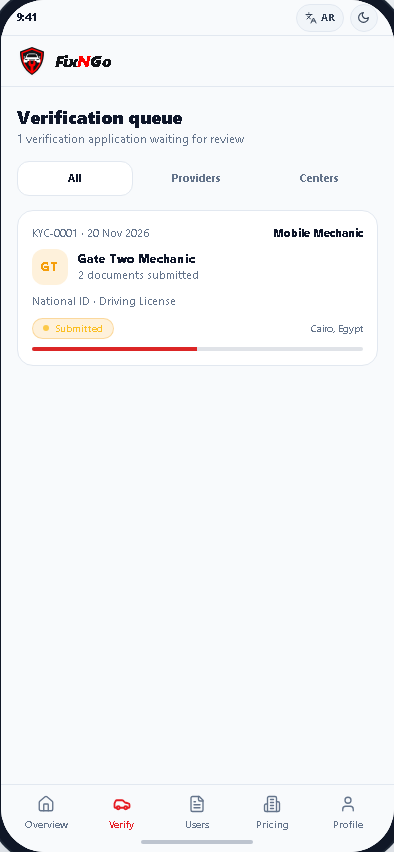 9:41
AR
FixNGo
Verification queue
1 verification application waiting for review
All Providers Centers
KYC-0001 · 20 Nov 2026 Mobile Mechanic
GT
Gate Two Mechanic
2 documents submitted
National ID · Driving License
Submitted Cairo, Egypt
Overview Verify Users Pricing Profile